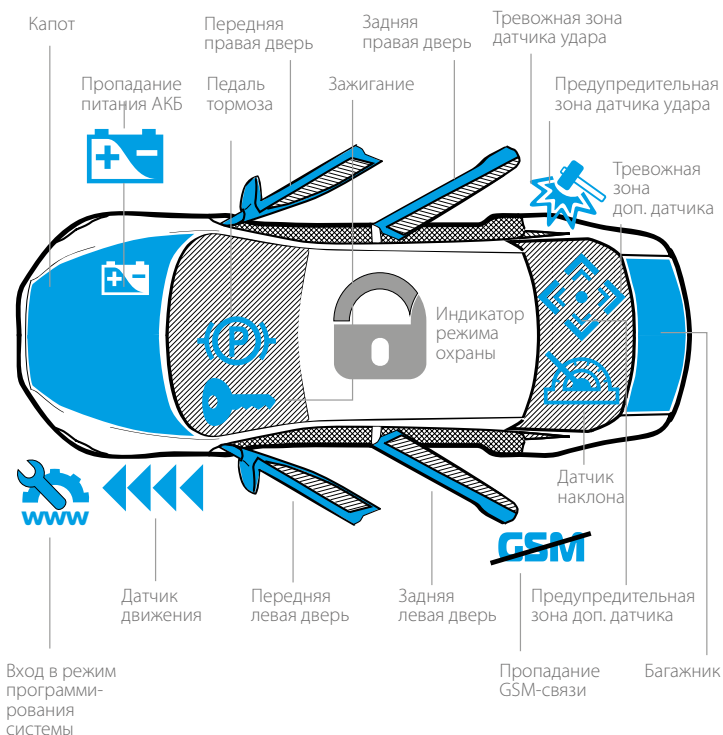 Капот
Передняя
правая дверь
Задняя
правая дверь
Тревожная зона
датчика удара
Пропадание
питания АКБ
Педаль
тормоза
Зажигание
Предупредительная
зона датчика удара
Тревожная
зона
доп. датчика
P
Индикатор
режима
охраны
Датчик
наклона
www
GSM
Датчик
движения
Передняя
левая дверь
Задняя
левая дверь
Предупредительная
зона доп. датчика
Вход в режим
программи-
рования
системы
Пропадание
GSM-связи
Багажник